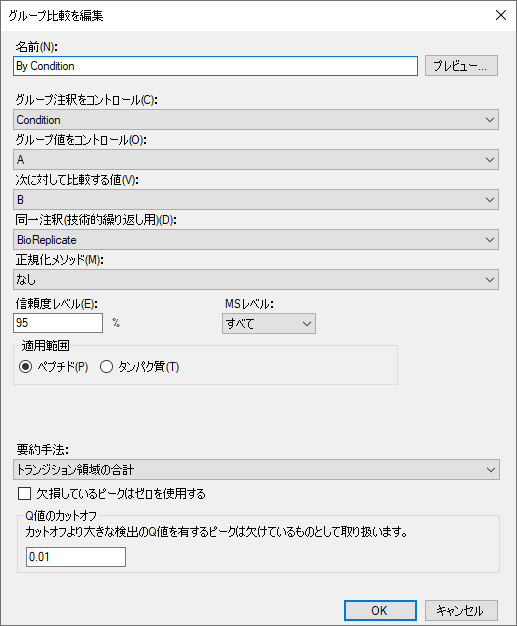 グループ比較を編集
名前(N):
By Condition
プレビュー...
グループ注釈をコントロール(C):
Condition
グループ値をコントロール(O):
A
次に対して比較する値(V):
B
同一注釈(技術的繰り返し用)(D):
BioReplicate
正規化メソッド(M):
なし
信頼度レベル(E):
MSレベル:
95
%
すべて
適用範囲
ペプチド(P)
タンパク質(T)
要約手法:
トランジション領域の合計
欠損しているピークはゼロを使用する
Q値のカットオフ
カットオフより大きな検出のQ値を有するピークは欠けているものとして取り扱います。
0.01
OK
キャンセル